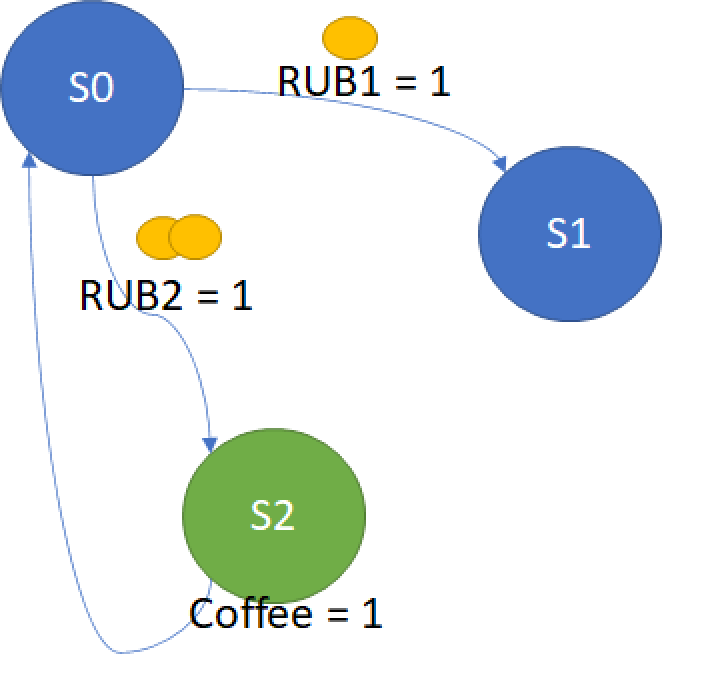 S0
RUB1 = 1
S1
RUB2 = 1
S2
Coffee = 1